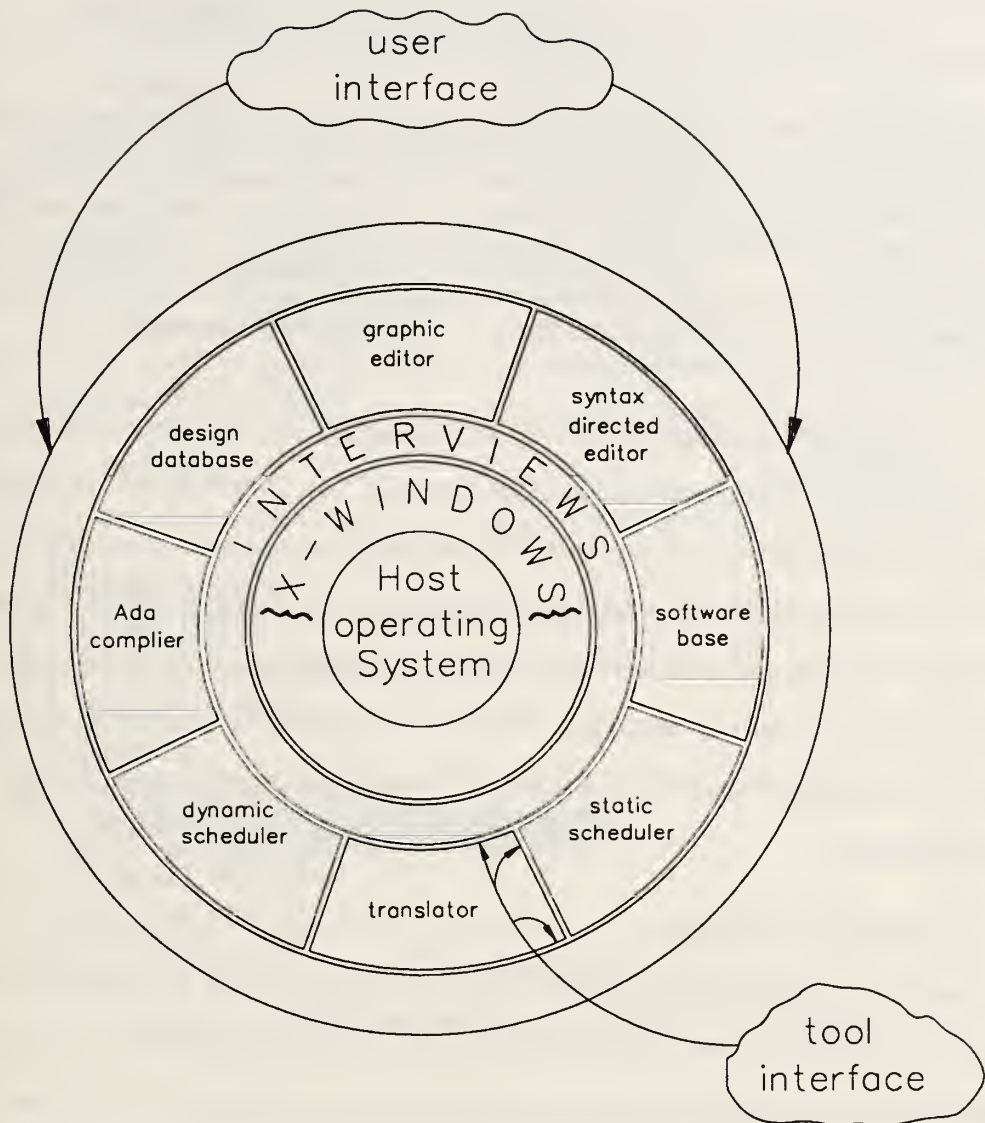 user
interface
graphic
editor
syntax
directed
editor
design
database
INTERVIEWS
X-WINDOWS
Host
operating
System
Ada
complier
software
base
dynamic
scheduler
static
scheduler
translator
tool
interface